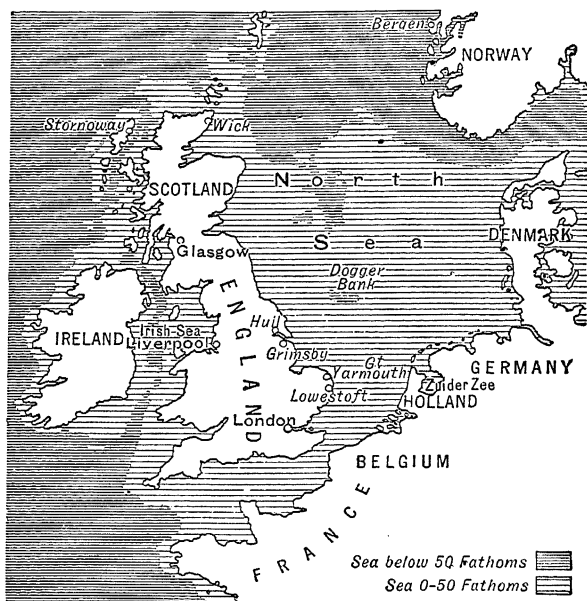 Bergen
NORWAY
Stornoway
Wick
North
SCOTLAND
Sea
DENMARK
Glasgow
Dogger
Bank
ENGLAND
Hull
Irish-Sea
IRELAND
Liverpool
Grimsby
Gt
Yarmouth
GERMANY
Zuider Zee
Lowestoft
HOLLAND
London
BELGIUM
FRANCE
Sea below 50 Fathoms
Sea 0-50 Fathoms